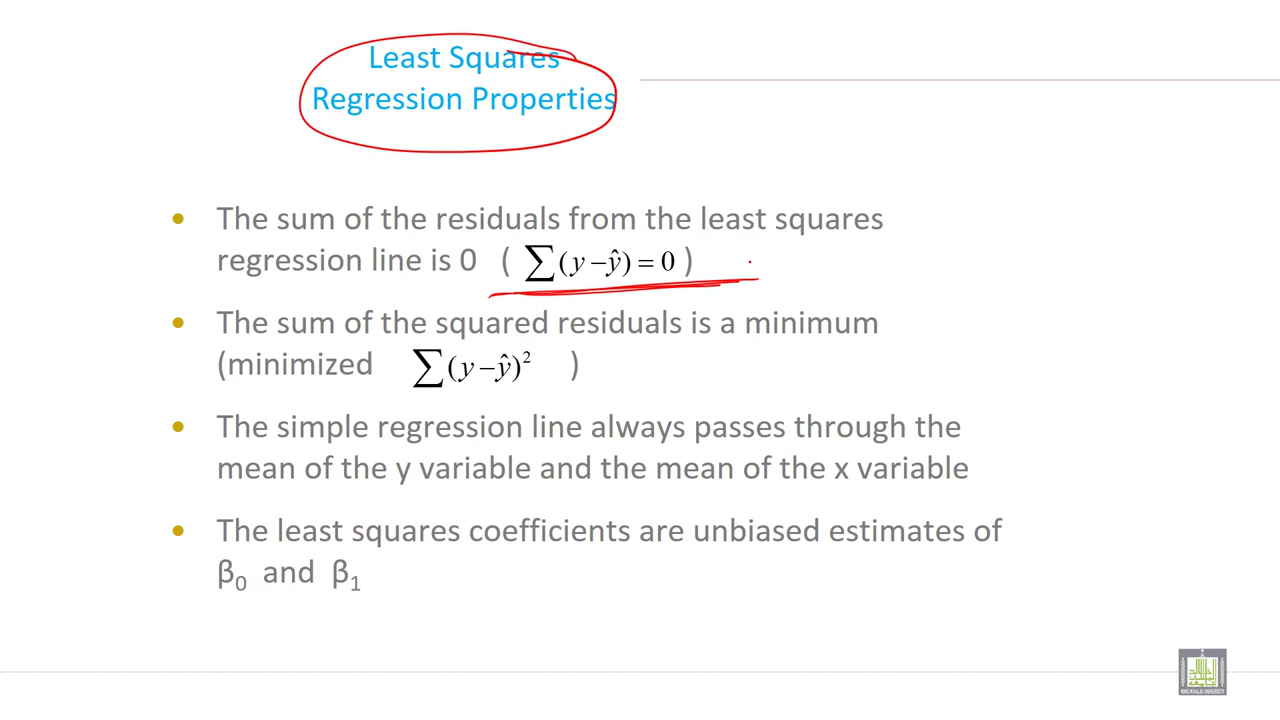 Least Squares
Regression Properties
• The sum of the residuals from the least squares
regression line is 0 ( ∑(y − ŷ) = 0 )
• The sum of the squared residuals is a minimum
(minimized ∑(y − ŷ)² )
• The simple regression line always passes through the
mean of the y variable and the mean of the x variable
• The least squares coefficients are unbiased estimates of
β₀ and β₁
KING KHALID UNIVERSITY